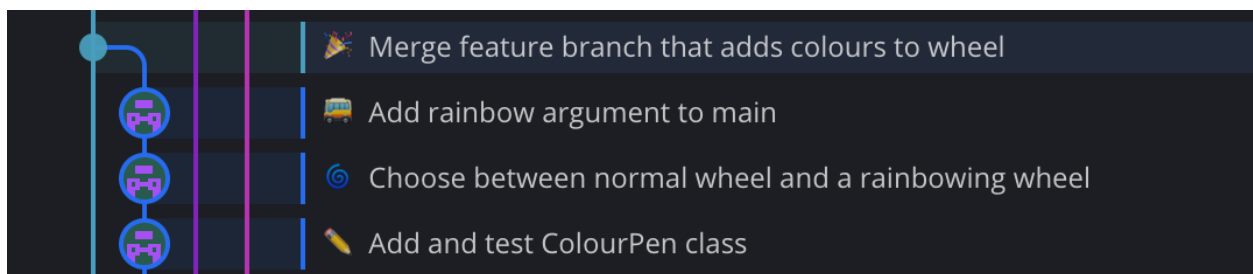 🎉 Merge feature branch that adds colours to wheel
🚌 Add rainbow argument to main
🌀 Choose between normal wheel and a rainbowing wheel
✏️ Add and test ColourPen class